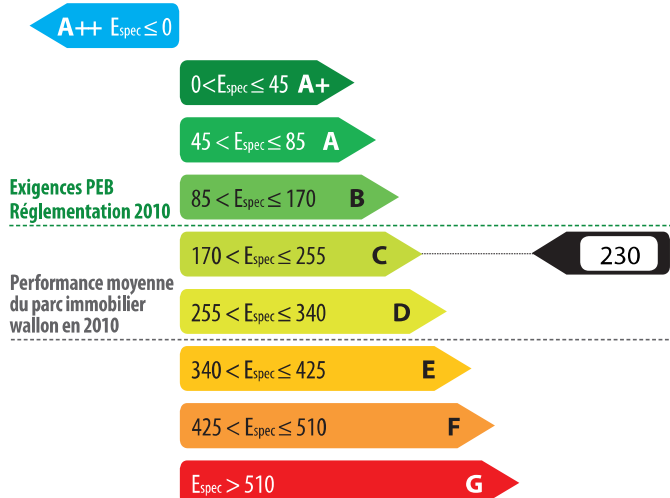 A++ Espec ≤ 0
0 < Espec ≤ 45 A+
45 < Espec ≤ 85 A
Exigences PEB
Réglementation 2010
85 < Espec ≤ 170 B
170 < Espec ≤ 255 C
230
Performance moyenne
du parc immobilier
wallon en 2010
255 < Espec ≤ 340 D
340 < Espec ≤ 425 E
425 < Espec ≤ 510 F
Espec > 510 G